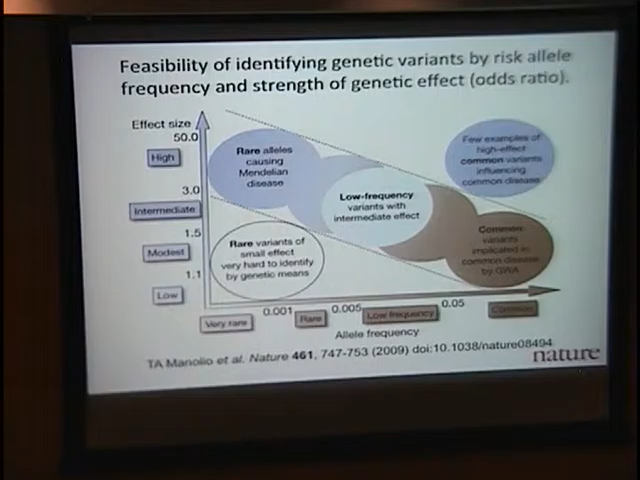 Feasibility of identifying genetic variants by risk allele
frequency and strength of genetic effect (odds ratio).
Effect size
50.0
High
3.0
Intermediate
1.5
Modest
1.1
Low
Rare alleles
causing
Mendelian
disease
Few examples of
high-effect
common variants
influencing
common disease
Low-frequency
variants with
intermediate effect
Rare variants of
small effect
very hard to identify
by genetic means
Common
variants
implicated in
common disease
by GWA
0.001
0.005
0.05
Very rare
Rare
Low frequency
Common
Allele frequency
TA Manolio et al. Nature 461, 747-753 (2009) doi:10.1038/nature08494
nature